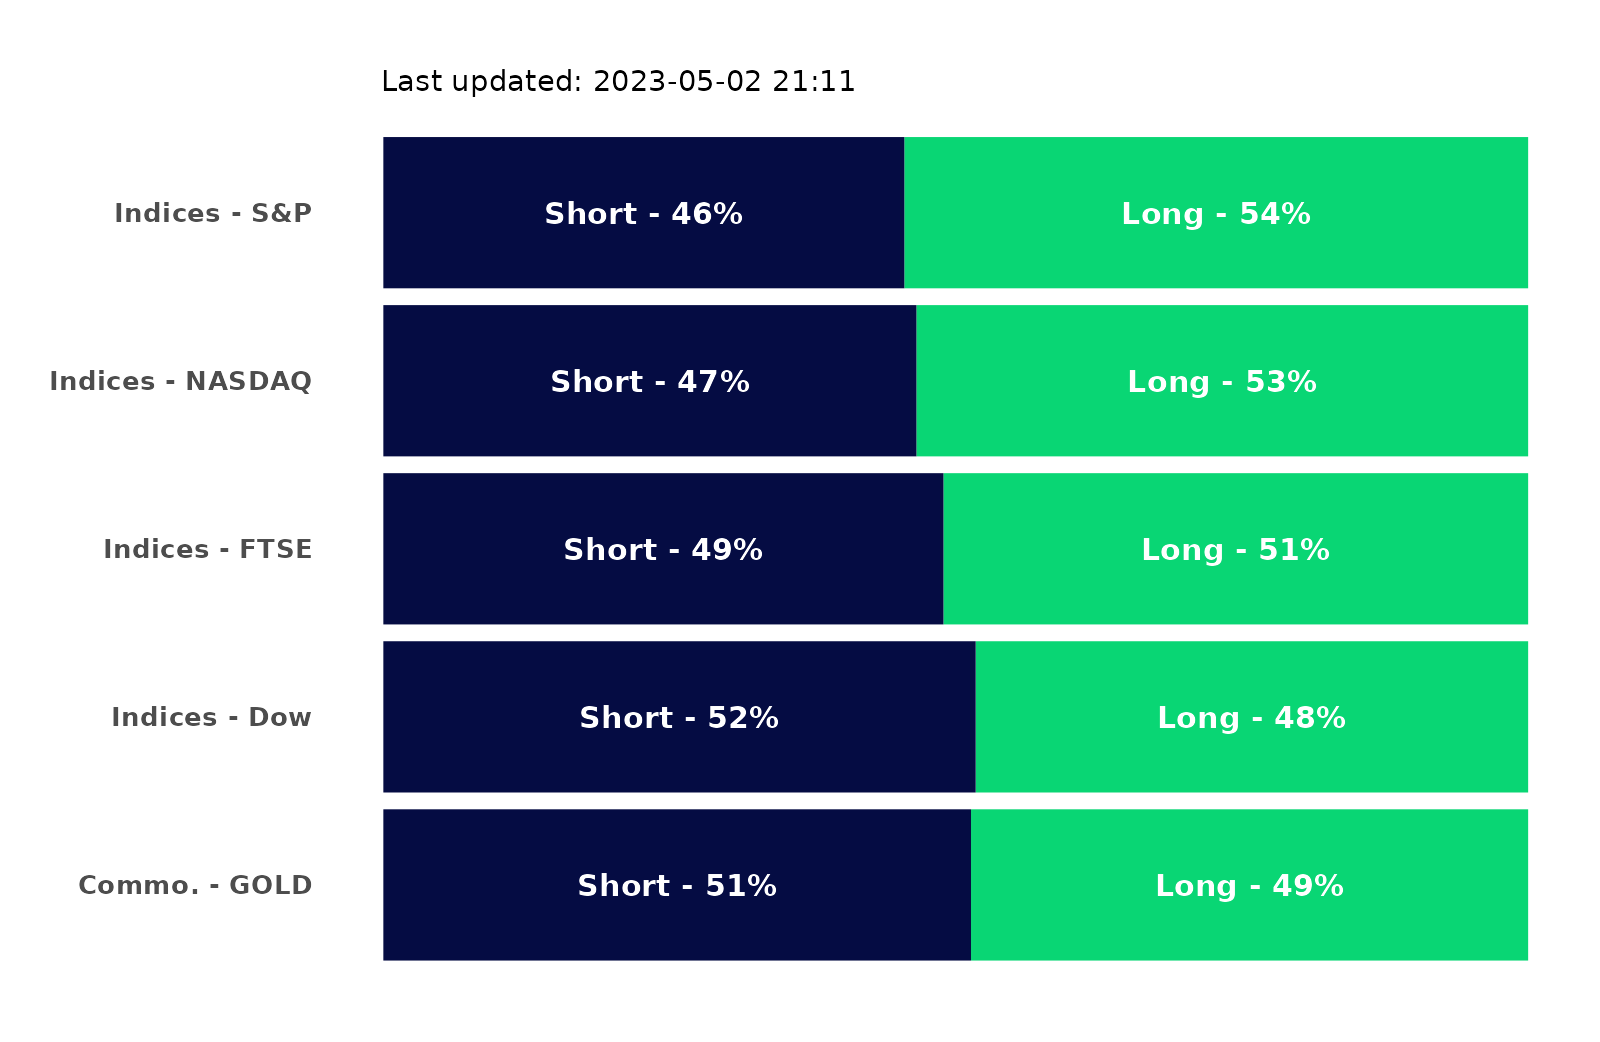 Last updated: 2023-05-02 21:11
Indices - S&P Short - 46% Long - 54%
Indices - NASDAQ Short - 47% Long - 53%
Indices - FTSE Short - 49% Long - 51%
Indices - Dow Short - 52% Long - 48%
Commo. - GOLD Short - 51% Long - 49%